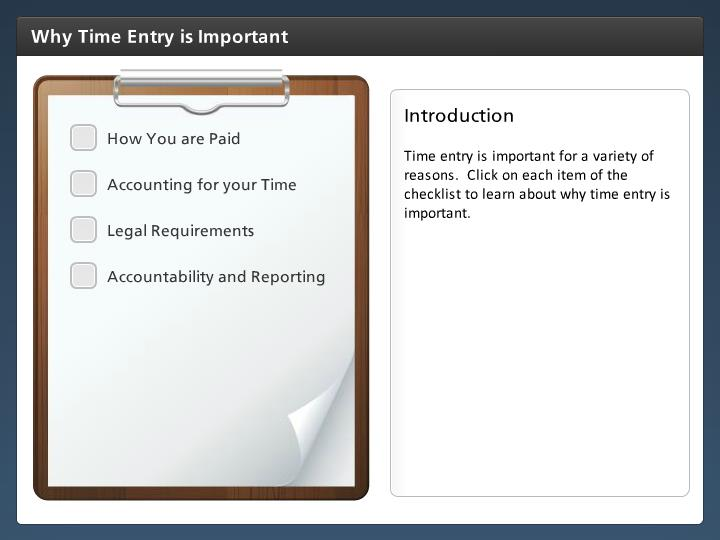 Why Time Entry is Important
How You are Paid
Accounting for your Time
Legal Requirements
Accountability and Reporting
Introduction
Time entry is important for a variety of
reasons.  Click on each item of the
checklist to learn about why time entry is
important.